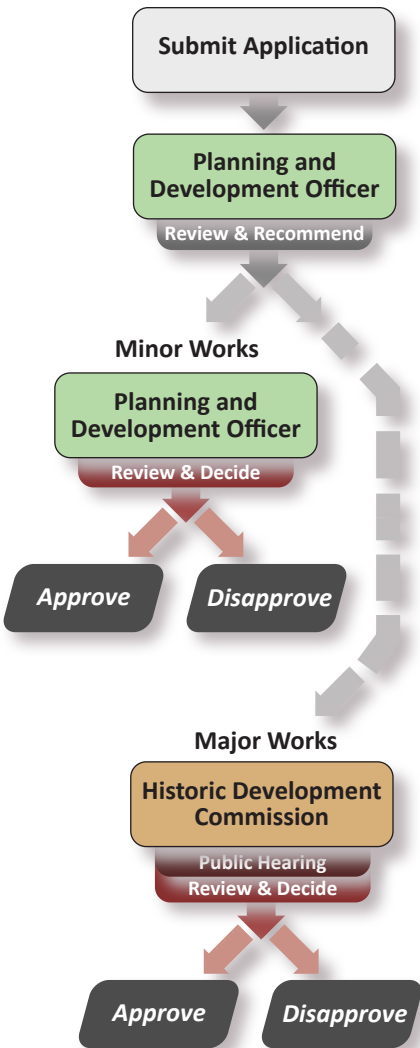 Submit Application
Planning and
Development Officer
Review & Recommend
Minor Works
Planning and
Development Officer
Review & Decide
Approve
Disapprove
Major Works
Historic Development
Commission
Public Hearing
Review & Decide
Approve
Disapprove